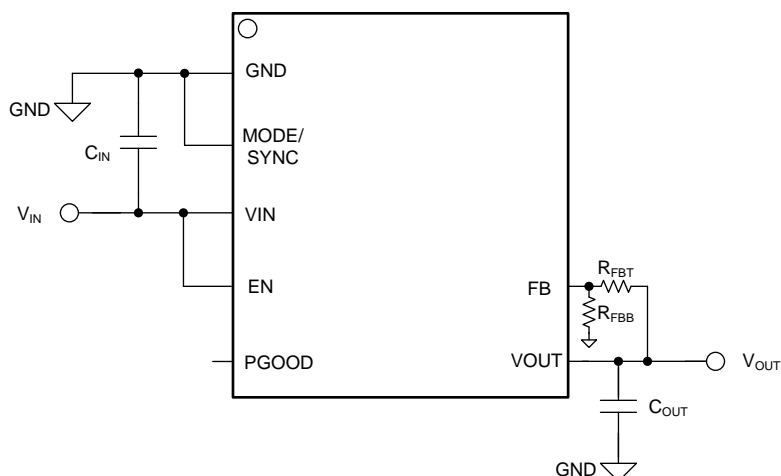 GND
GND
MODE/
SYNC
C_IN
V_IN
VIN
EN
FB
R_FBT
R_FBB
PGOOD
VOUT
V_OUT
C_OUT
GND